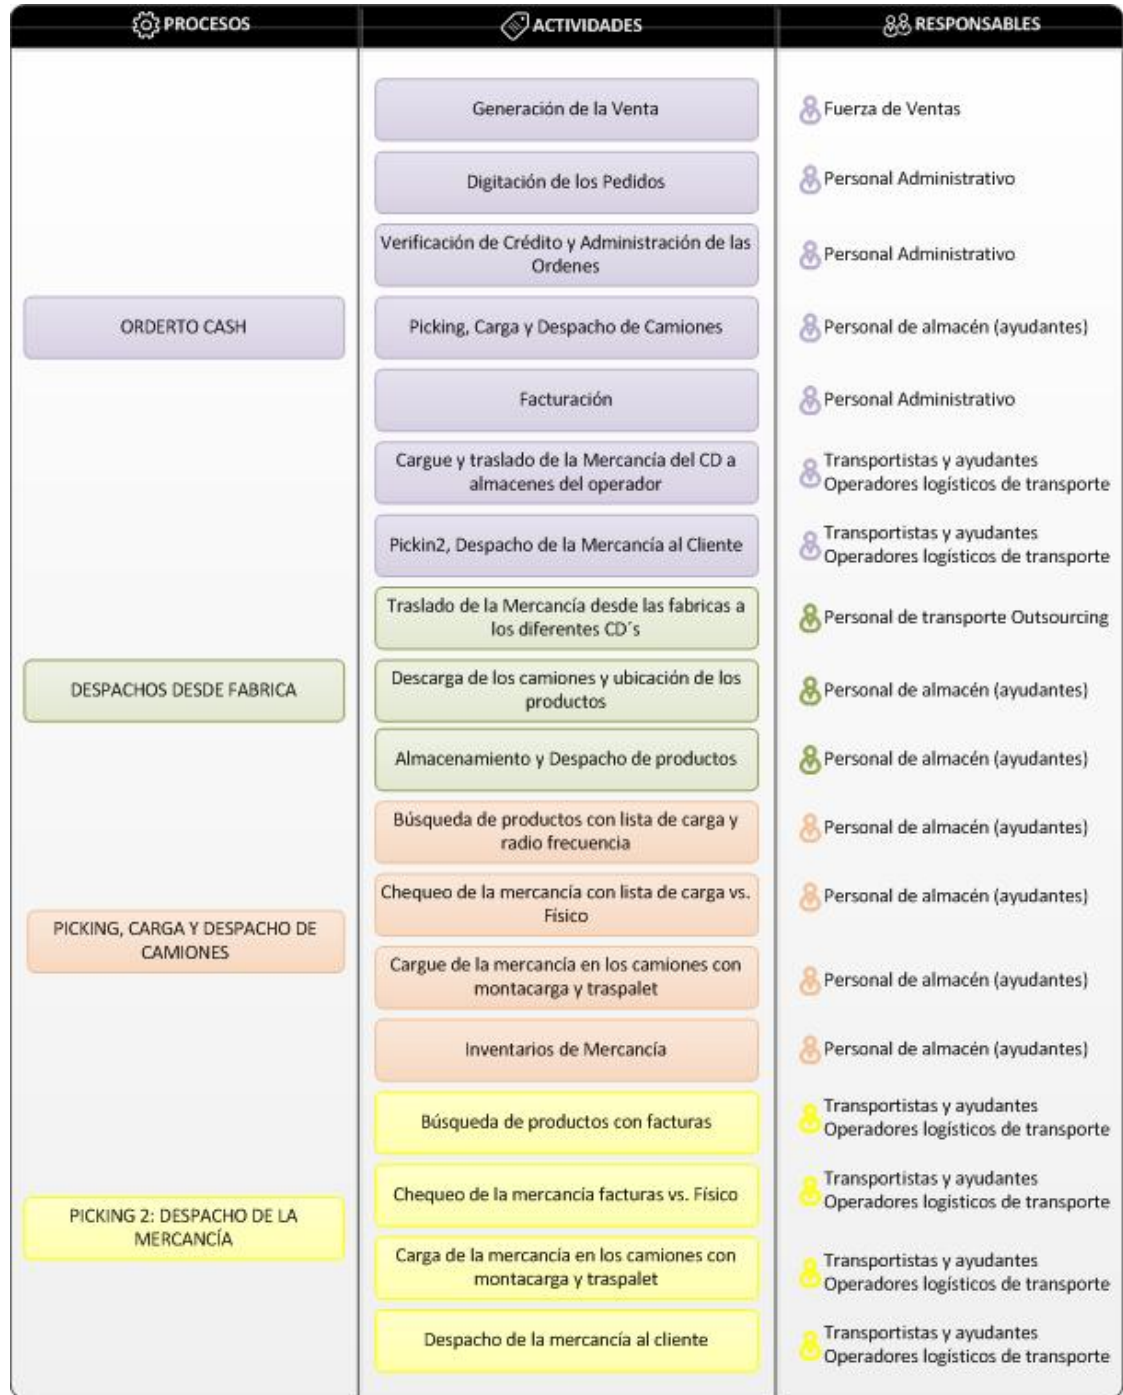 PROCESOS
ACTIVIDADES
RESPONSABLES
Generación de la Venta
Fuerza de Ventas
Digitación de los Pedidos
Personal Administrativo
Verificación de Crédito y Administración de las
Ordenes
Personal Administrativo
ORDERTO CASH
Picking, Carga y Despacho de Camiones
Personal de almacén (ayudantes)
Facturación
Personal Administrativo
Cargue y traslado de la Mercancía del CD a
almacenes del operador
Transportistas y ayudantes
Operadores logísticos de transporte
Pickin2, Despacho de la Mercancía al Cliente
Transportistas y ayudantes
Operadores logísticos de transporte
Traslado de la Mercancía desde las fabricas a
los diferentes CD´s
Personal de transporte Outsourcing
DESPACHOS DESDE FABRICA
Descarga de los camiones y ubicación de los
productos
Personal de almacén (ayudantes)
Almacenamiento y Despacho de productos
Personal de almacén (ayudantes)
Búsqueda de productos con lista de carga y
radio frecuencia
Personal de almacén (ayudantes)
Chequeo de la mercancía con lista de carga vs.
Físico
Personal de almacén (ayudantes)
PICKING, CARGA Y DESPACHO DE
CAMIONES
Cargue de la mercancía en los camiones con
montacarga y traspalet
Personal de almacén (ayudantes)
Inventarios de Mercancía
Personal de almacén (ayudantes)
Búsqueda de productos con facturas
Transportistas y ayudantes
Operadores logísticos de transporte
Chequeo de la mercancía facturas vs. Físico
Transportistas y ayudantes
Operadores logísticos de transporte
PICKING 2: DESPACHO DE LA
MERCANCÍA
Carga de la mercancía en los camiones con
montacarga y traspalet
Transportistas y ayudantes
Operadores logísticos de transporte
Despacho de la mercancía al cliente
Transportistas y ayudantes
Operadores logísticos de transporte